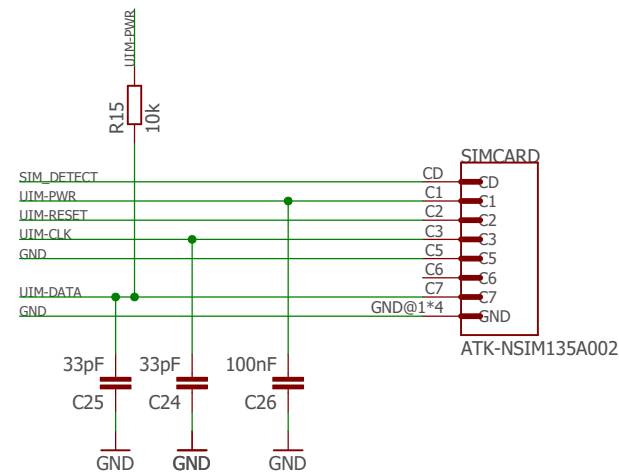 UIM-PWR
R15
10k
SIMCARD
SIM_DETECT
CD
CD
UIM-PWR
C1
C1
UIM-RESET
C2
C2
UIM-CLK
C3
C3
GND
C5
C5
C6
C6
UIM-DATA
C7
C7
GND
GND@1*4
GND
ATK-NSIM135A002
33pF
33pF
100nF
C25
C24
C26
GND
GND
GND